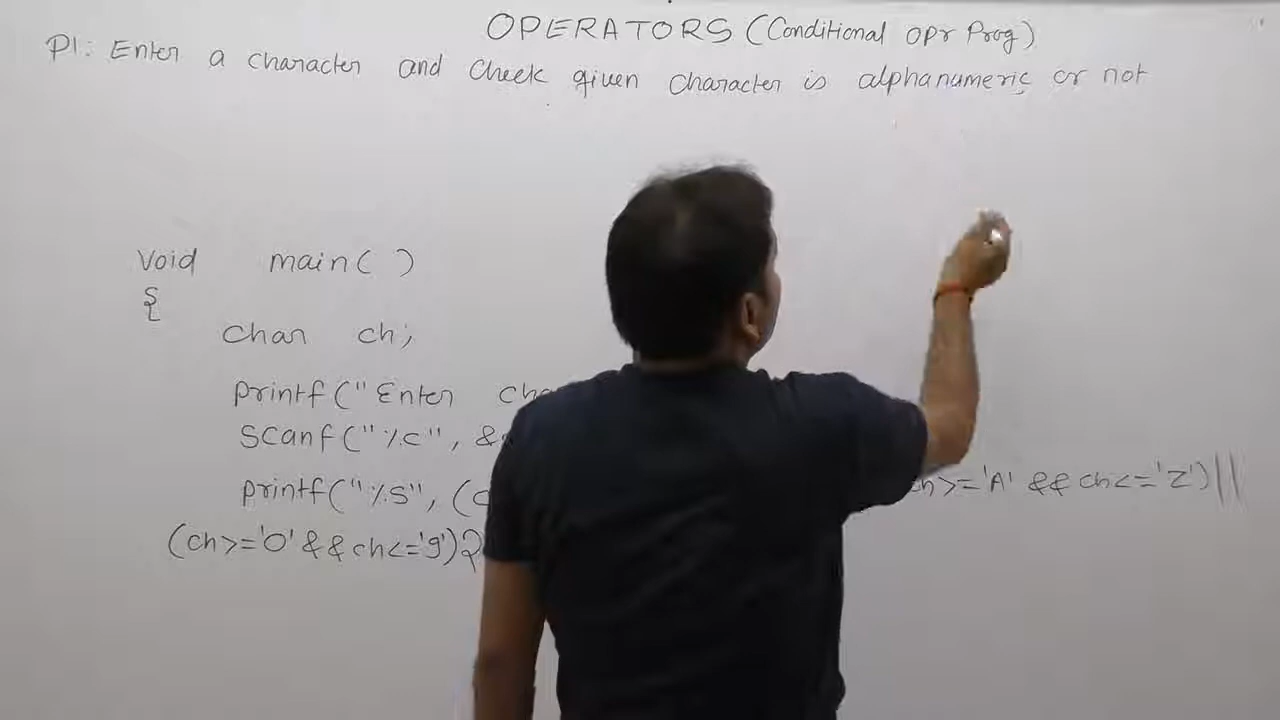 OPERATORS (Conditional Opr Prog)
P1: Enter a character and Check given character is alphanumeric or not
void main( )
{
char ch;
printf("Enter
scanf("%c", &
printf("%s", (
ch>='A' && ch<='Z')||
(ch>='0' && ch<='9')?